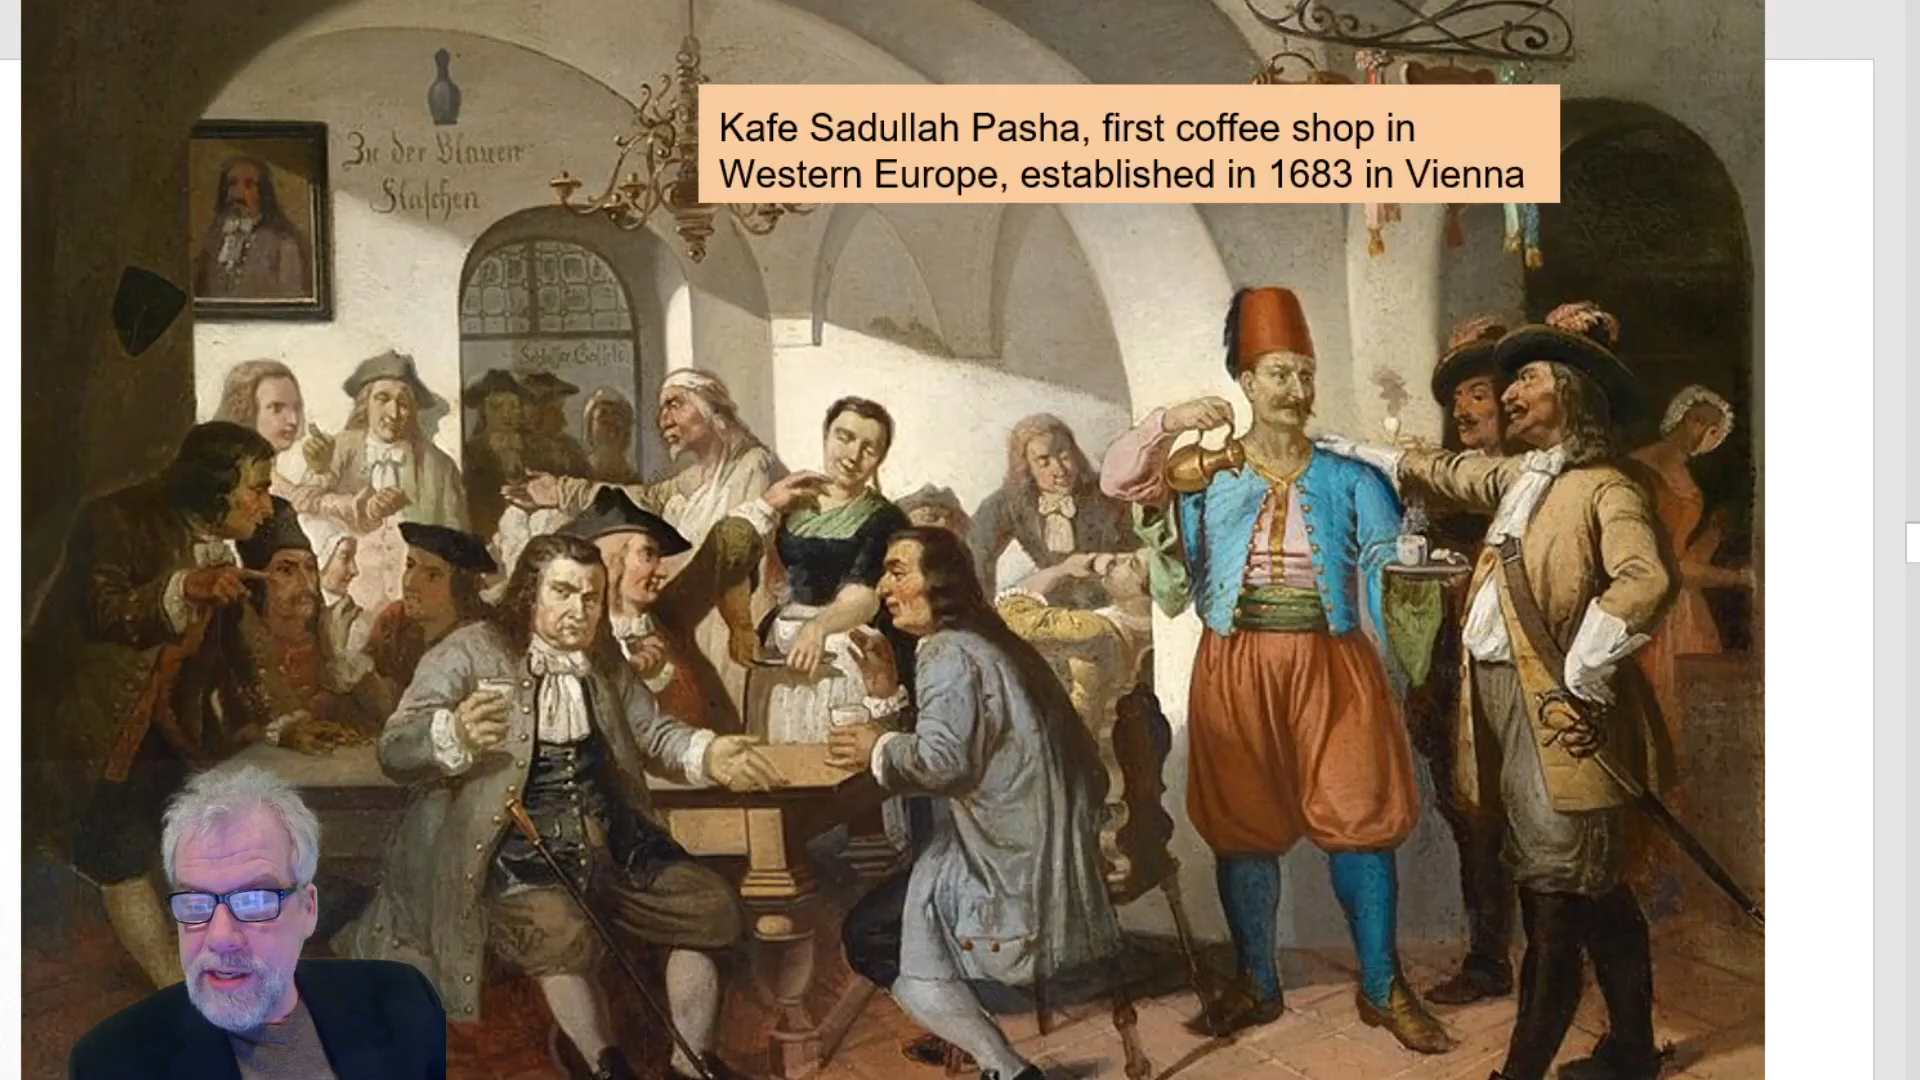 Kafe Sadullah Pasha, first coffee shop in
Western Europe, established in 1683 in Vienna
Zu der Blauen
Flaschen